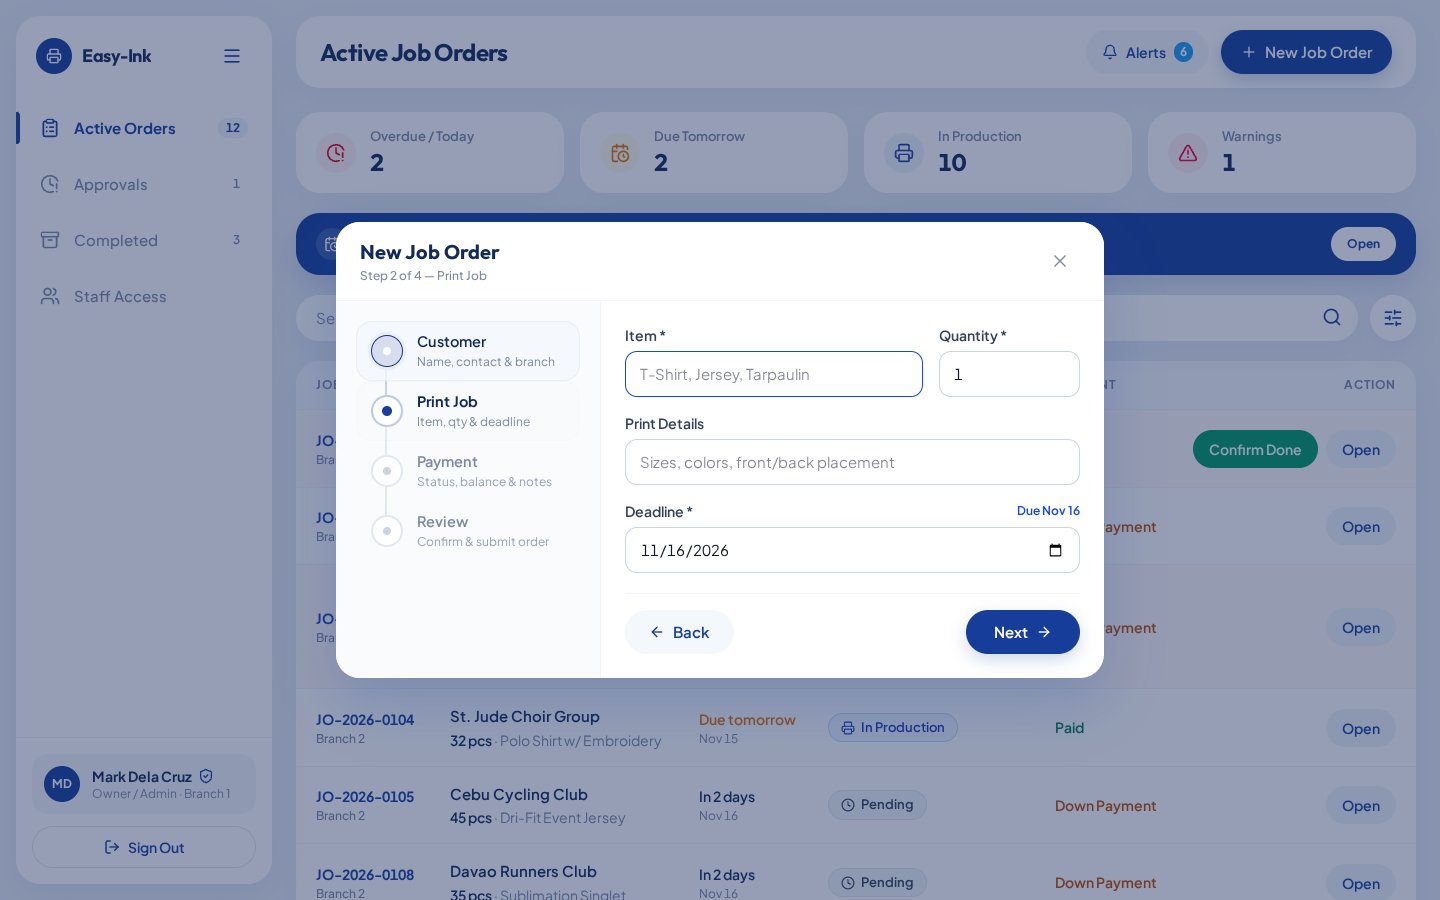 Easy-Ink
Active Orders 12
Approvals 1
Completed 3
Staff Access
MD
Mark Dela Cruz
Owner / Admin · Branch 1
Sign Out
Active Job Orders
Alerts 6
New Job Order
Overdue / Today
2
Due Tomorrow
2
In Production
10
Warnings
1
Open
New Job Order
Step 2 of 4 — Print Job
Customer
Name, contact & branch
Print Job
Item, qty & deadline
Payment
Status, balance & notes
Review
Confirm & submit order
Item * Quantity *
T-Shirt, Jersey, Tarpaulin 1
Print Details
Sizes, colors, front/back placement
Deadline * Due Nov 16
11/16/2026
Back Next
ACTION
Confirm Done Open
Open
Open
JO-2026-0104 St. Jude Choir Group Due tomorrow In Production Paid Open
Branch 2 32 pcs · Polo Shirt w/ Embroidery Nov 15
JO-2026-0105 Cebu Cycling Club In 2 days Pending Down Payment Open
Branch 2 45 pcs · Dri-Fit Event Jersey Nov 16
JO-2026-0108 Davao Runners Club In 2 days Pending Down Payment Open
Branch 2 35 pcs · Sublimation Singlet Nov 16